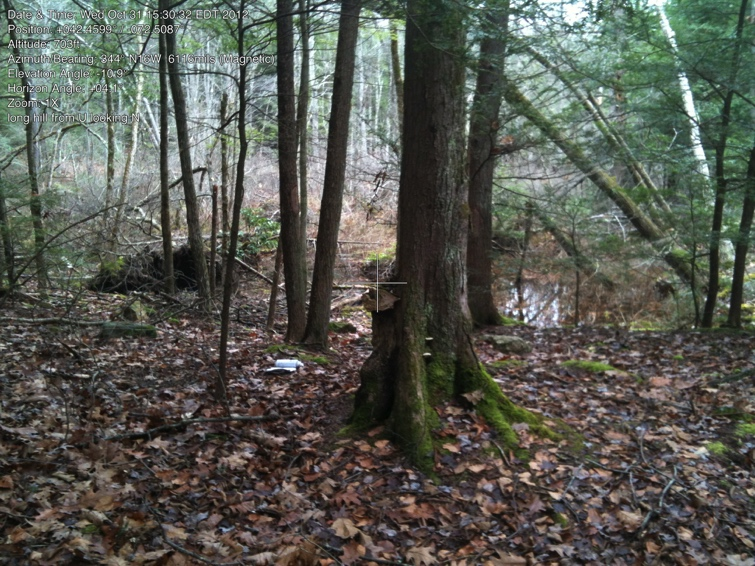 Date & Time: Wed Oct 31 15:30:32 EDT 2012
Position: +042.4599° / -072.5087°
Altitude: 703ft
Azimuth/Bearing: 344° N16W 6116mils (Magnetic)
Elevation Angle: -10.9°
Horizon Angle: +04.1°
Zoom: 1X
long hill from U looking N